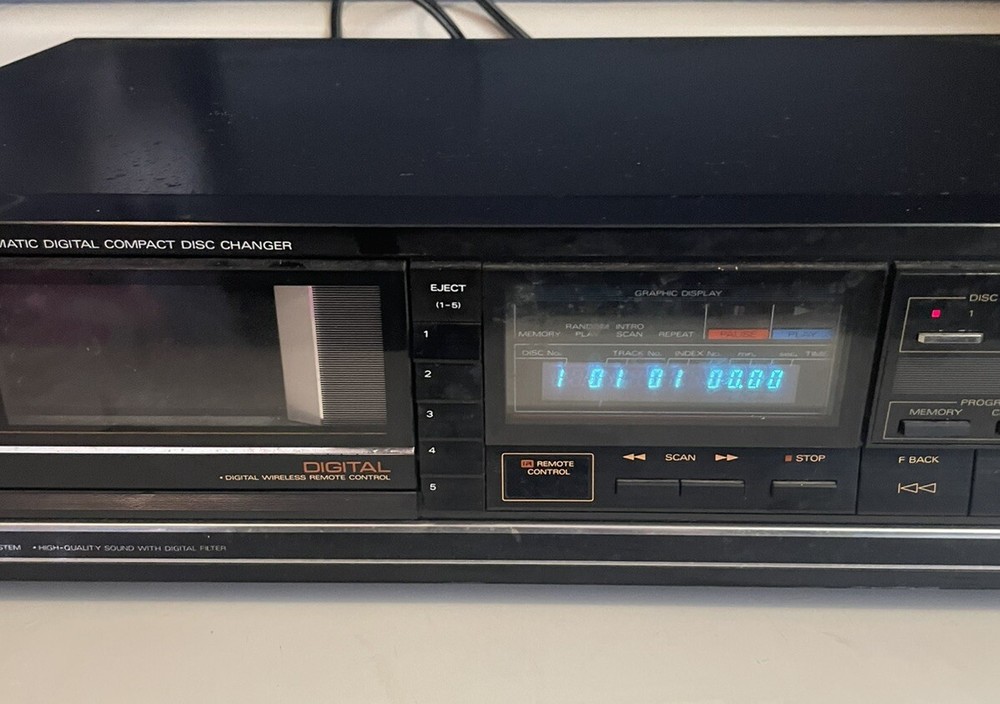 MATIC DIGITAL COMPACT DISC CHANGER
DIGITAL
• DIGITAL WIRELESS REMOTE CONTROL
STEM • HIGH-QUALITY SOUND WITH DIGITAL FILTER
EJECT
(1-5)
1
2
3
4
5
GRAPHIC DISPLAY
MEMORY RANDOM PLAY INTRO SCAN REPEAT PAUSE PLAY
DISC No. TRACK No. INDEX No. TIME
1 01 01 00:00
REMOTE CONTROL
◀◀ SCAN ▶▶
■ STOP
DISC
1
PROGR
MEMORY C
F BACK